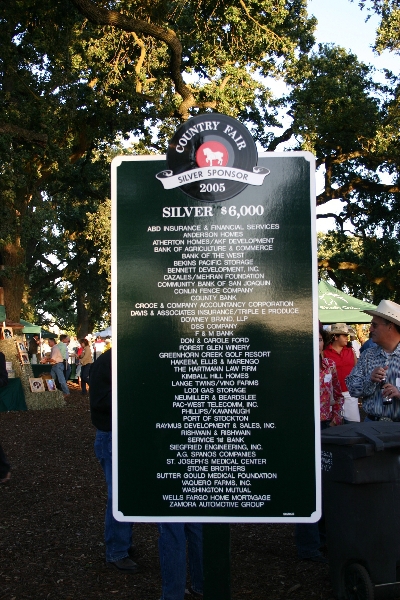 COUNTRY FAIR
SILVER SPONSOR
2005
SILVER $6,000
ABD INSURANCE & FINANCIAL SERVICES
ANDERSON HOMES
ATHERTON HOMES/AKF DEVELOPMENT
BANK OF AGRICULTURE & COMMERCE
BANK OF THE WEST
BEKINS PACIFIC STORAGE
BENNETT DEVELOPMENT, INC.
CAZALES/MEHRAN FOUNDATION
COMMUNITY BANK OF SAN JOAQUIN
CONLIN FENCE COMPANY
COUNTY BANK
CROCE & COMPANY ACCOUNTANCY CORPORATION
DAVIS & ASSOCIATES INSURANCE/TRIPLE E PRODUCE
DOWNEY BRAND, LLP
DSS COMPANY
F & M BANK
DON & CAROLE FORD
FOREST GLEN WINERY
GREENHORN CREEK GOLF RESORT
HAKEEM, ELLIS & MARENGO
THE HARTMANN LAW FIRM
KIMBALL HILL HOMES
LANGE TWINS/VINO FARMS
LODI GAS STORAGE
NEUMILLER & BEARDSLEE
PAC-WEST TELECOMM, INC.
PHILLIPS/KAVANAUGH
PORT OF STOCKTON
RAYMUS DEVELOPMENT & SALES, INC.
RISHWAIN & RISHWAIN
SERVICE 1st BANK
SIEGFRIED ENGINEERING, INC.
A.G. SPANOS COMPANIES
ST. JOSEPH'S MEDICAL CENTER
STONE BROTHERS
SUTTER GOULD MEDICAL FOUNDATION
VAQUERO FARMS, INC.
WASHINGTON MUTUAL
WELLS FARGO HOME MORTAGAGE
ZAMORA AUTOMOTIVE GROUP